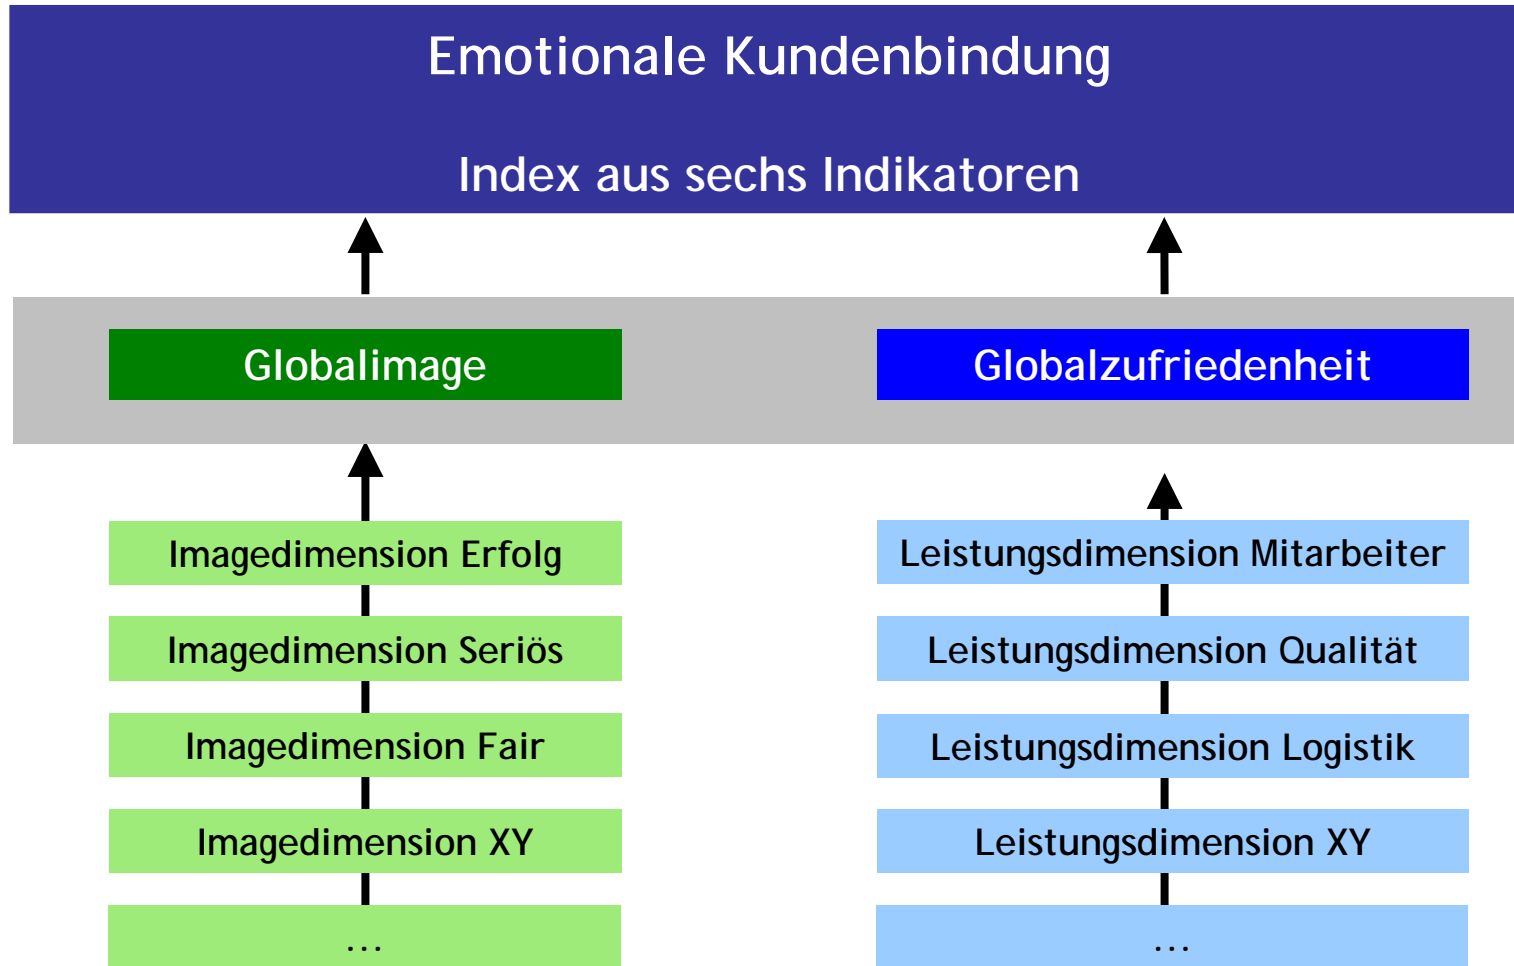 Emotionale Kundenbindung
Index aus sechs Indikatoren
Globalimage
Globalzufriedenheit
Imagedimension Erfolg
Imagedimension Seriös
Imagedimension Fair
Imagedimension XY
...
Leistungsdimension Mitarbeiter
Leistungsdimension Qualität
Leistungsdimension Logistik
Leistungsdimension XY
...